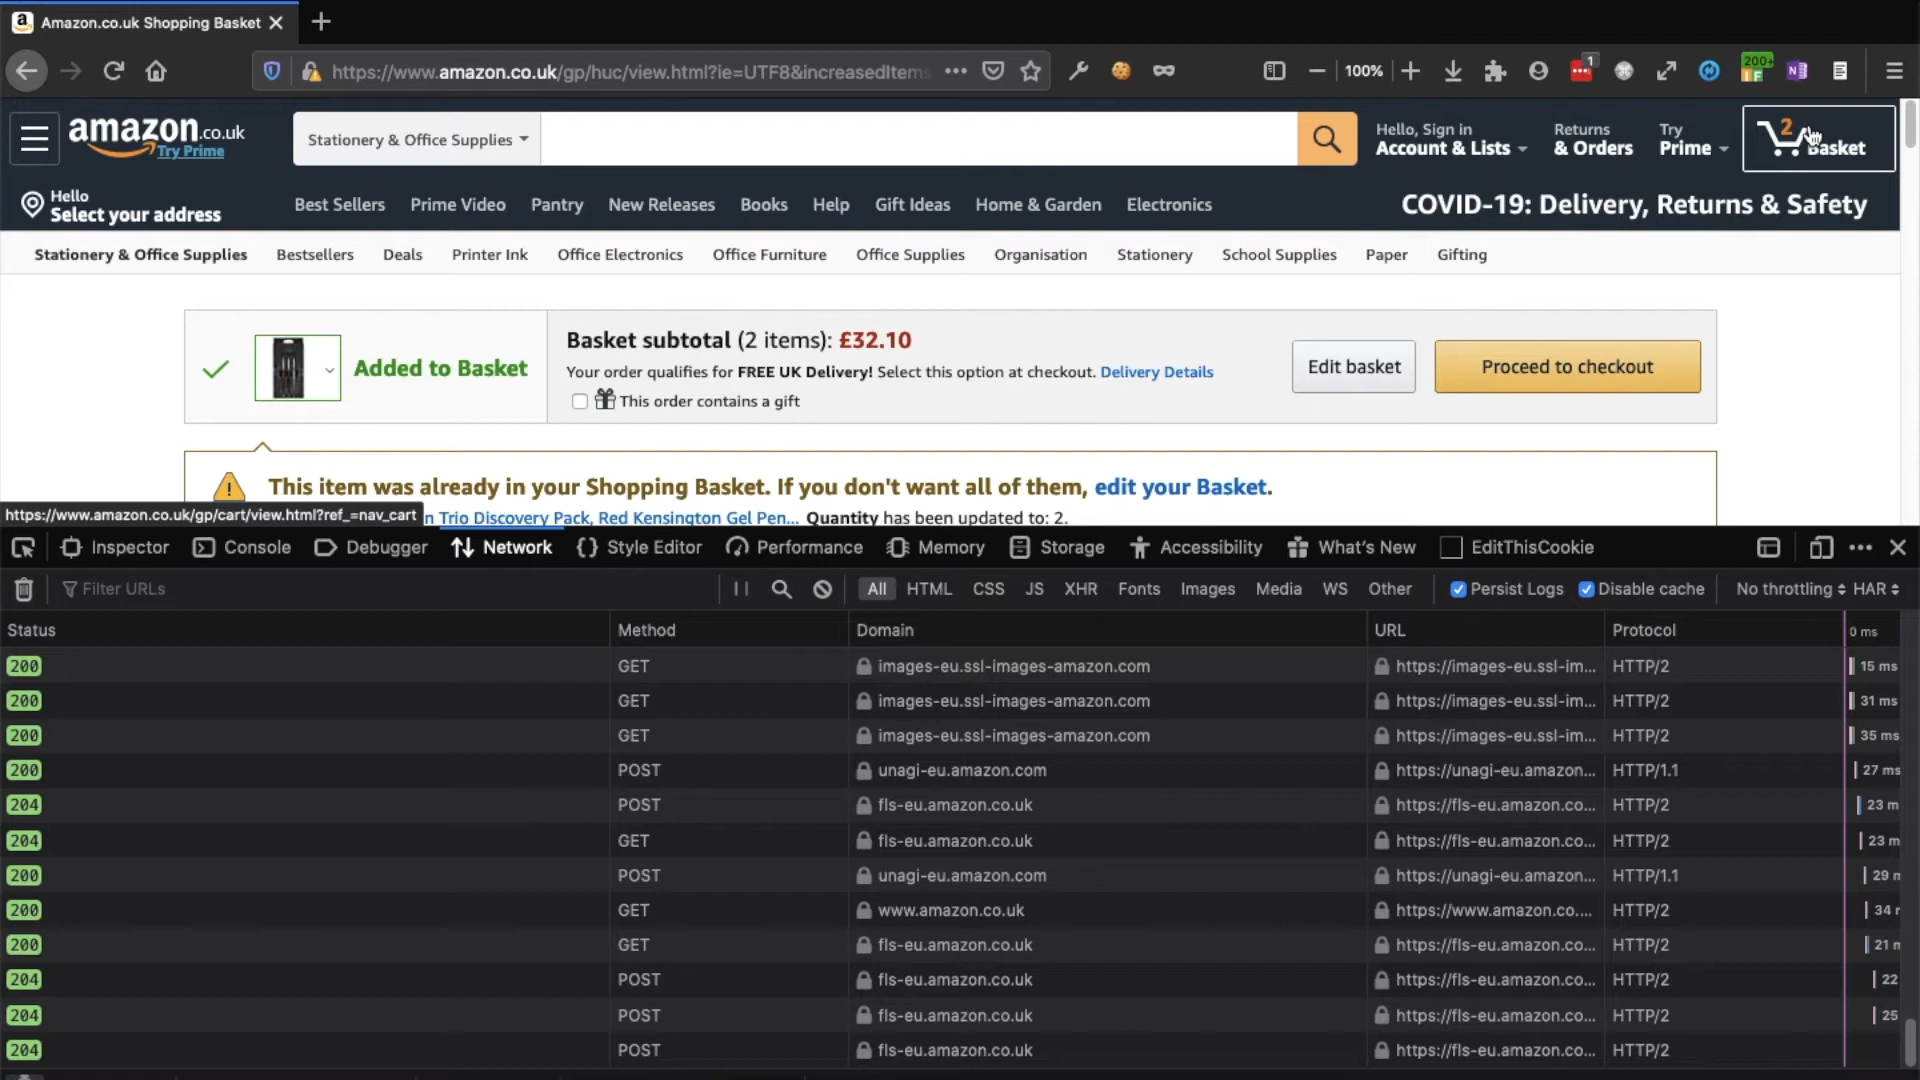 Amazon.co.uk Shopping Basket
https://www.amazon.co.uk/gp/huc/view.html?ie=UTF8&increasedItems
100%
1
200+
amazon.co.uk
Try Prime
Stationery & Office Supplies
Hello, Sign in
Account & Lists
Returns
& Orders
Try
Prime
2
Basket
Hello
Select your address
Best Sellers Prime Video Pantry New Releases Books Help Gift Ideas Home & Garden Electronics
COVID-19: Delivery, Returns & Safety
Stationery & Office Supplies Bestsellers Deals Printer Ink Office Electronics Office Furniture Office Supplies Organisation Stationery School Supplies Paper Gifting
Added to Basket
Basket subtotal (2 items): £32.10
Your order qualifies for FREE UK Delivery! Select this option at checkout. Delivery Details
This order contains a gift
Edit basket
Proceed to checkout
This item was already in your Shopping Basket. If you don't want all of them, edit your Basket.
https://www.amazon.co.uk/gp/cart/view.html?ref_=nav_cart
n Trio Discovery Pack, Red Kensington Gel Pen... Quantity has been updated to: 2.
Inspector Console Debugger Network Style Editor Performance Memory Storage Accessibility What's New EditThisCookie
Filter URLs
All HTML CSS JS XHR Fonts Images Media WS Other Persist Logs Disable cache No throttling HAR
Status Method Domain URL Protocol 0 ms
200 GET images-eu.ssl-images-amazon.com https://images-eu.ssl-im... HTTP/2 15 ms
200 GET images-eu.ssl-images-amazon.com https://images-eu.ssl-im... HTTP/2 31 ms
200 GET images-eu.ssl-images-amazon.com https://images-eu.ssl-im... HTTP/2 35 ms
200 POST unagi-eu.amazon.com https://unagi-eu.amazon... HTTP/1.1 27 ms
204 POST fls-eu.amazon.co.uk https://fls-eu.amazon.co... HTTP/2 23 m
204 GET fls-eu.amazon.co.uk https://fls-eu.amazon.co... HTTP/2 23 m
200 POST unagi-eu.amazon.com https://unagi-eu.amazon... HTTP/1.1 29
200 GET www.amazon.co.uk https://www.amazon.co.... HTTP/2 34
200 GET fls-eu.amazon.co.uk https://fls-eu.amazon.co... HTTP/2 21
204 POST fls-eu.amazon.co.uk https://fls-eu.amazon.co... HTTP/2 22
204 POST fls-eu.amazon.co.uk https://fls-eu.amazon.co... HTTP/2 25
204 POST fls-eu.amazon.co.uk https://fls-eu.amazon.co... HTTP/2